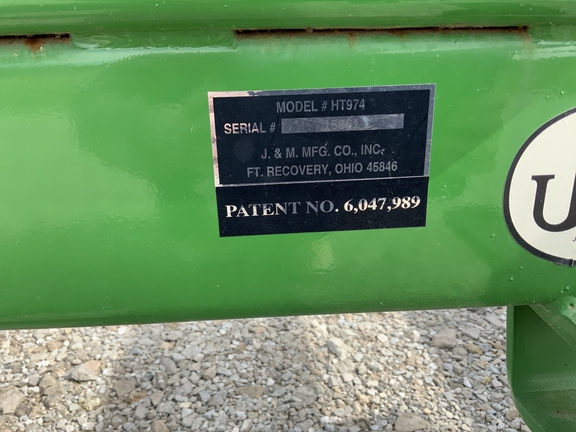 MODEL # HT974
SERIAL #
J. & M. MFG. CO., INC.
FT. RECOVERY, OHIO 45846
PATENT NO. 6,047,989
U